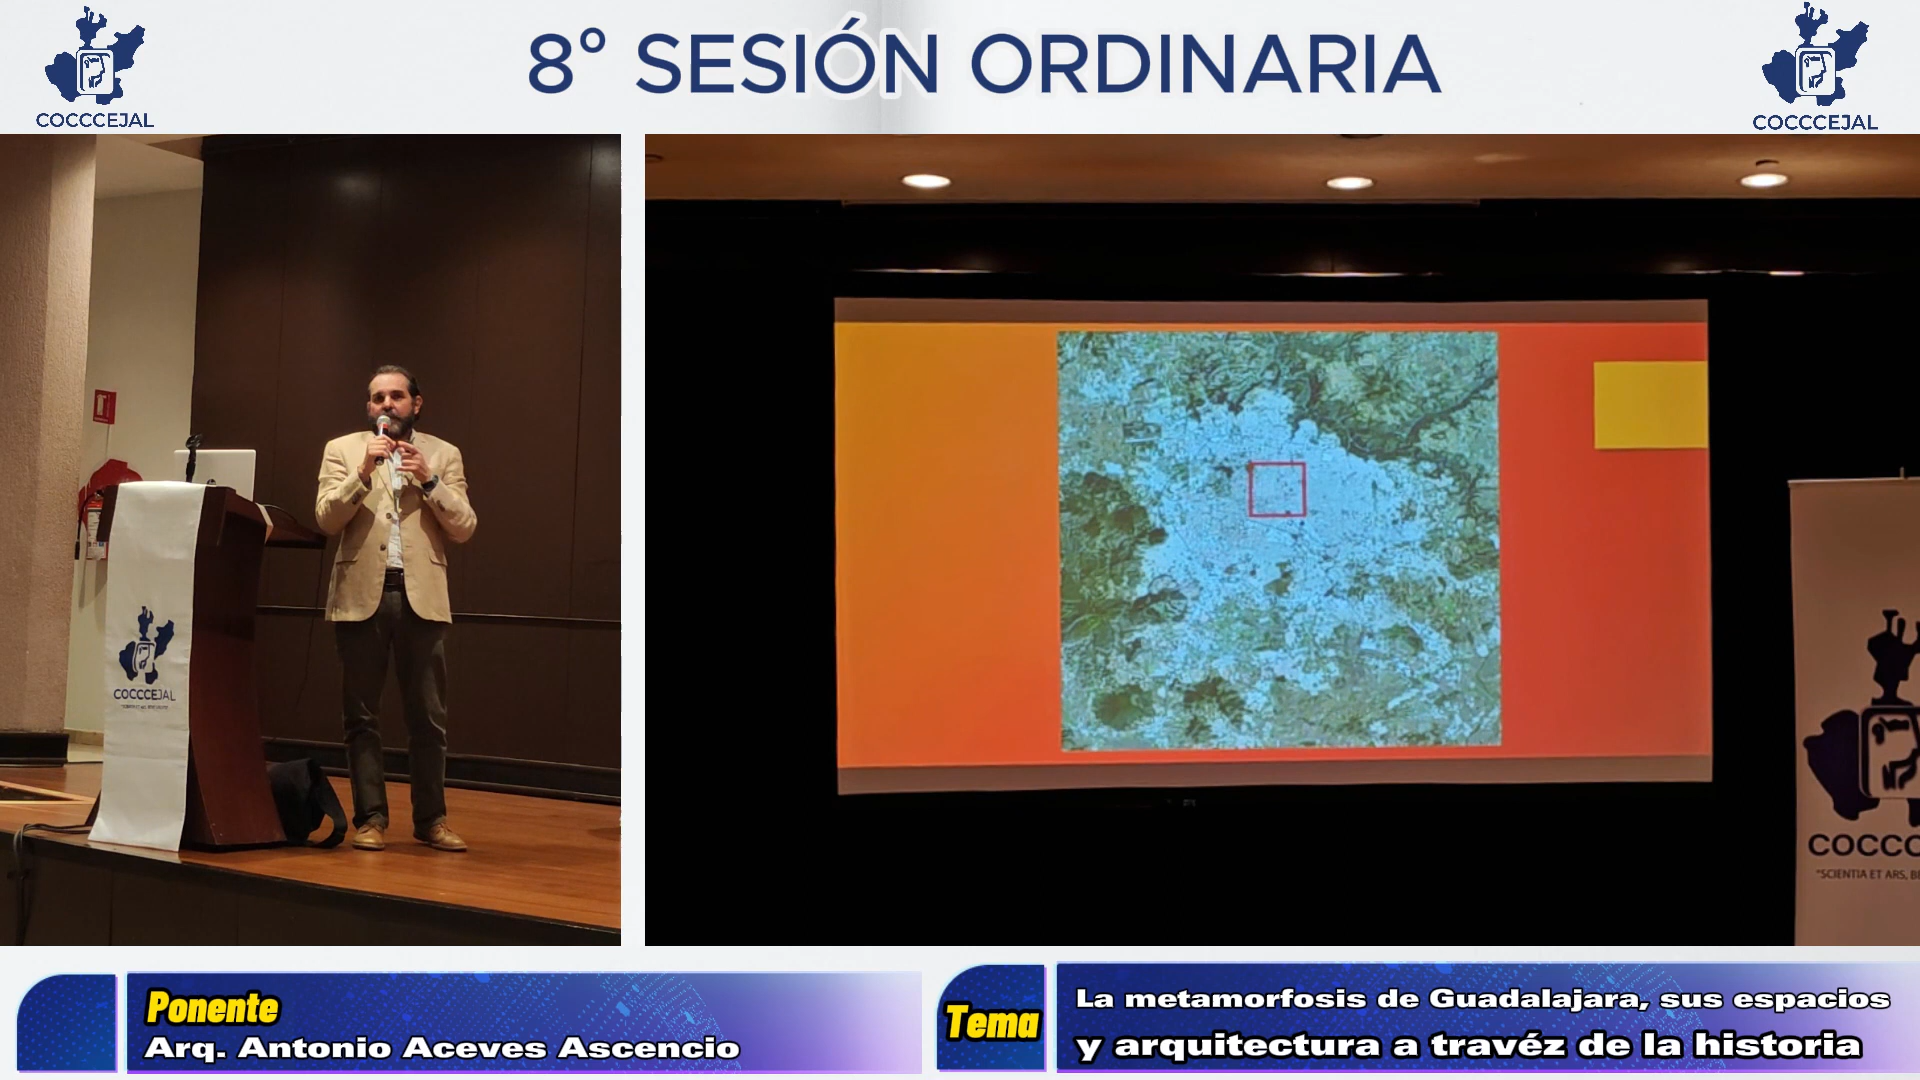 8° SESIÓN ORDINARIA
COCCCEJAL
COCCCEJAL
COCCCEJAL
COCCC
"SCIENTIA ET ARS, BE
Ponente
Arq. Antonio Aceves Ascencio
Tema
La metamorfosis de Guadalajara, sus espacios
y arquitectura a travéz de la historia